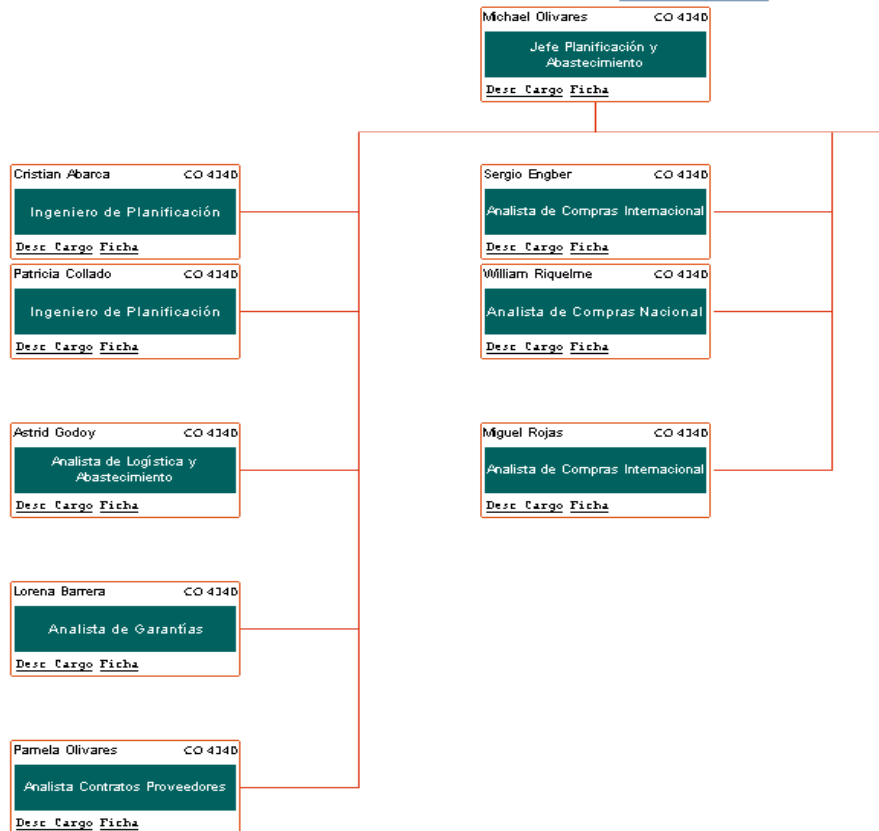 Michael Olivares CO 434D
Jefe Planificación y
Abastecimiento
Desc Cargo Ficha
Cristian Abarca CO 434D
Ingeniero de Planificación
Desc Cargo Ficha
Patricia Collado CO 434D
Ingeniero de Planificación
Desc Cargo Ficha
Astrid Godoy CO 434D
Analista de Logística y
Abastecimiento
Desc Cargo Ficha
Lorena Barrera CO 434D
Analista de Garantías
Desc Cargo Ficha
Pamela Olivares CO 434D
Analista Contratos Proveedores
Desc Cargo Ficha
Sergio Engber CO 434D
Analista de Compras Internacional
Desc Cargo Ficha
William Riquelme CO 434D
Analista de Compras Nacional
Desc Cargo Ficha
Miguel Rojas CO 434D
Analista de Compras Internacional
Desc Cargo Ficha